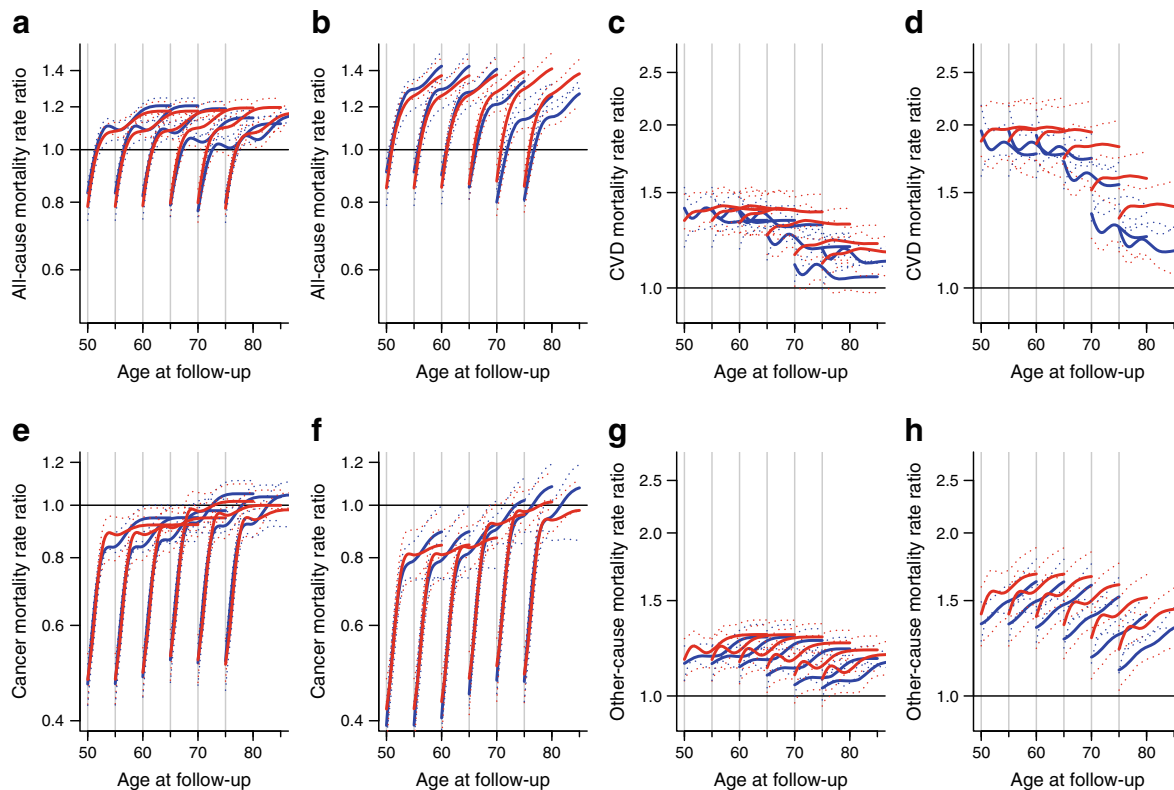 a
All-cause mortality rate ratio
1.4
1.2
1.0
0.8
0.6
50 60 70 80
Age at follow-up
b
All-cause mortality rate ratio
1.4
1.2
1.0
0.8
0.6
50 60 70 80
Age at follow-up
c
CVD mortality rate ratio
2.5
2.0
1.5
1.0
50 60 70 80
Age at follow-up
d
CVD mortality rate ratio
2.5
2.0
1.5
1.0
50 60 70 80
Age at follow-up
e
Cancer mortality rate ratio
1.2
1.0
0.8
0.6
0.4
50 60 70 80
Age at follow-up
f
Cancer mortality rate ratio
1.2
1.0
0.8
0.6
0.4
50 60 70 80
Age at follow-up
g
Other-cause mortality rate ratio
2.5
2.0
1.5
1.0
50 60 70 80
Age at follow-up
h
Other-cause mortality rate ratio
2.5
2.0
1.5
1.0
50 60 70 80
Age at follow-up